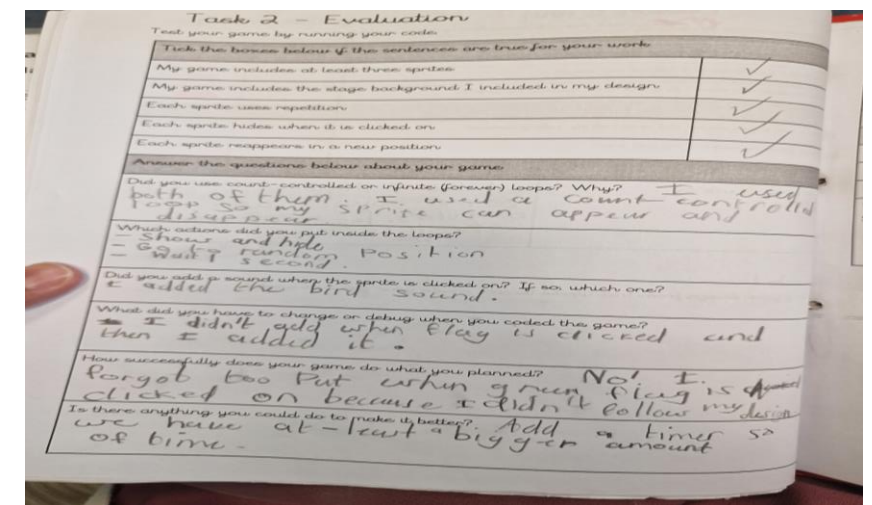 Task 2 - Evaluation
Test your game by running your code
Tick the boxes below if the sentences are true for your work
My game includes at least three sprites
My game includes the stage background I included in my design
Each sprite uses repetition
Each sprite hides when it is clicked on
Each sprite reappears in a new position
Answer the questions below about your game
Did you use count-controlled or infinite (forever) loops? Why? I used
both of them. I used a count controlled
loop so my sprite can appear and
disappear
Which actions did you put inside the loops?
- Show and hide
- Go to random Position
- wait 1 second.
Did you add a sound when the sprite is clicked on? If so, which one?
I added the bird sound.
What did you have to change or debug when you coded the game?
- I didn't add when flag is clicked and
then I added it.
How successfully does your game do what you planned? No! I
forgot too Put when green flag is
clicked on because I didn't follow my design
Is there anything you could do to make it better? Add a timer so
we have at-least a bigger amount
of time.